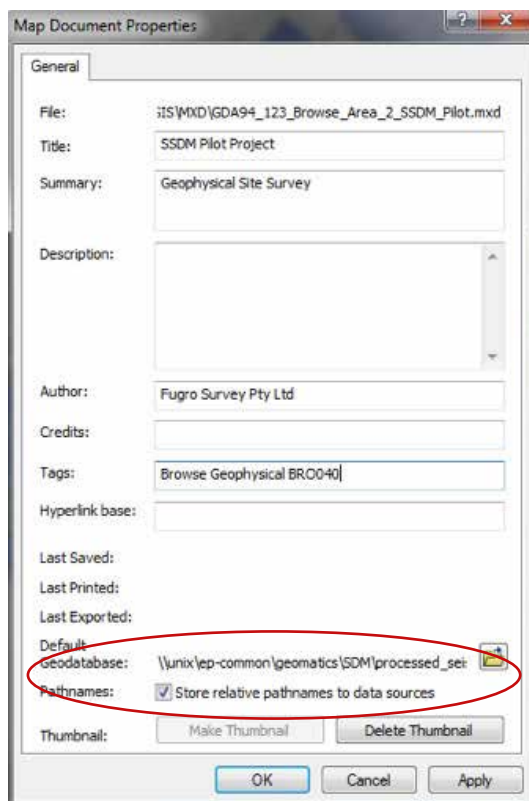 Map Document Properties
General
File: :IS\MXD\GDA94_123_Browse_Area_2_SSDM_Pilot.mxd
Title: SSDM Pilot Project
Summary: Geophysical Site Survey
Description:
Author: Fugro Survey Pty Ltd
Credits:
Tags: Browse Geophysical BRO040
Hyperlink base:
Last Saved:
Last Printed:
Last Exported:
Default
Geodatabase: \\unix\ep-common\geomatics\SDM\processed_sei
Pathnames: Store relative pathnames to data sources
Thumbnail: Make Thumbnail Delete Thumbnail
OK Cancel Apply